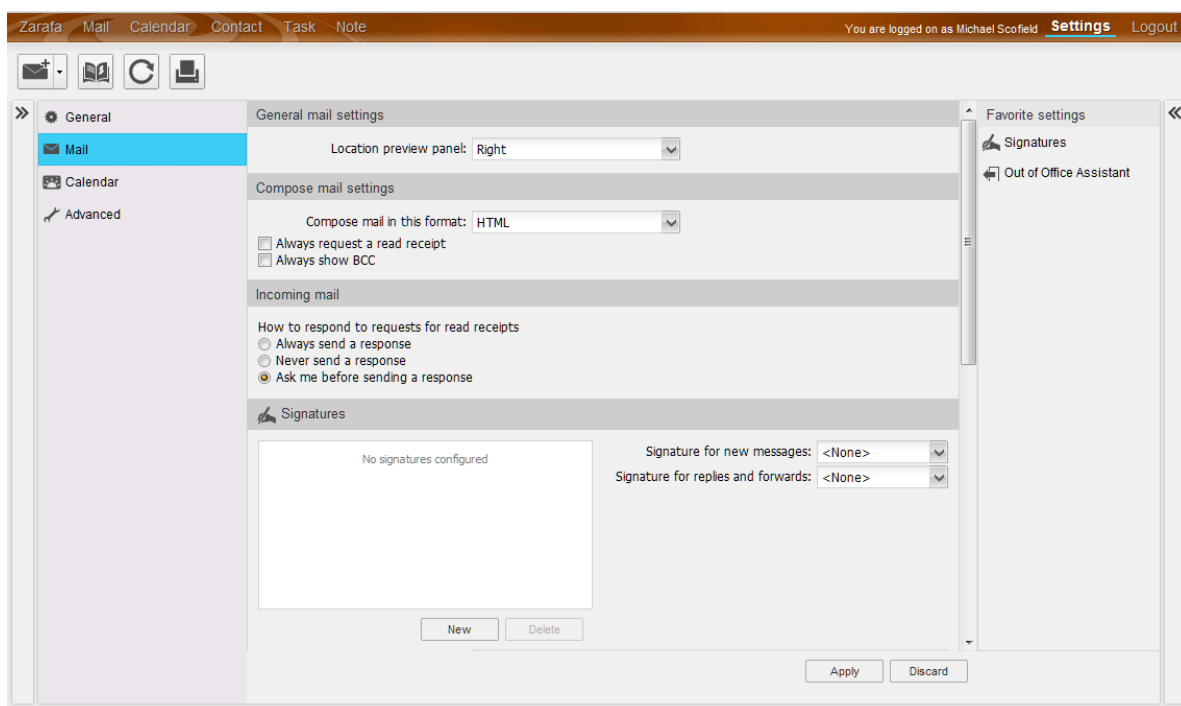 Zarafa Mail Calendar Contact Task Note You are logged on as Michael Scofield Settings Logout
General
Mail
Calendar
Advanced
General mail settings
Location preview panel: Right
Compose mail settings
Compose mail in this format: HTML
Always request a read receipt
Always show BCC
Incoming mail
How to respond to requests for read receipts
Always send a response
Never send a response
Ask me before sending a response
Signatures
No signatures configured
Signature for new messages: <None>
Signature for replies and forwards: <None>
New Delete
Apply Discard
Favorite settings
Signatures
Out of Office Assistant